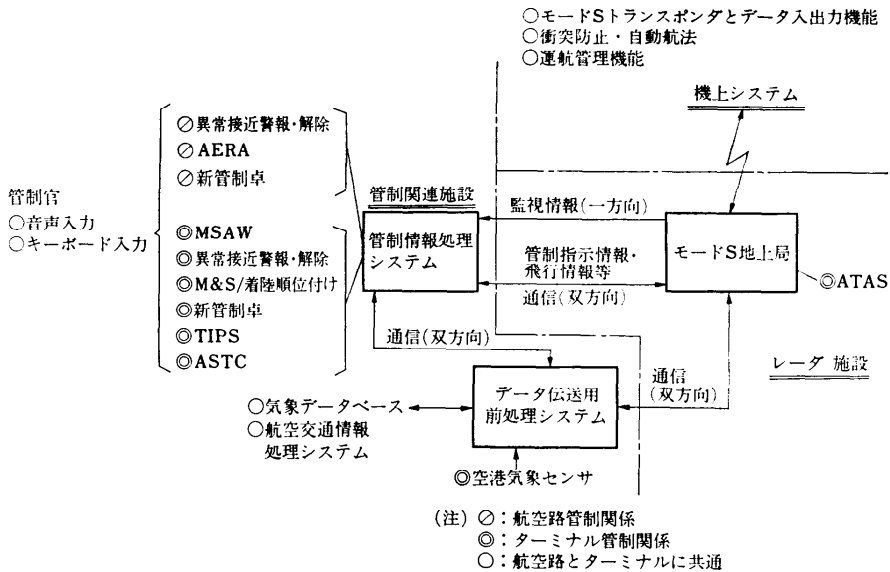 ○モードSトランスポンダとデータ入出力機能
○衝突防止・自動航法
○運航管理機能
機上システム
⊘異常接近警報・解除
⊘AERA
⊘新管制卓
管制官
○音声入力
○キーボード入力
◎MSAW
◎異常接近警報・解除
◎M&S/着陸順位付け
◎新管制卓
◎TIPS
◎ASTC
管制関連施設
管制情報処理
システム
監視情報(一方向)
管制指示情報・
飛行情報等
通信(双方向)
モードS地上局
◎ATAS
レーダ 施設
通信(双方向)
通信
(双方向)
データ伝送用
前処理システム
○気象データベース
○航空交通情報
処理システム
◎空港気象センサ
(注) ⊘:航空路管制関係
◎:ターミナル管制関係
○:航空路とターミナルに共通